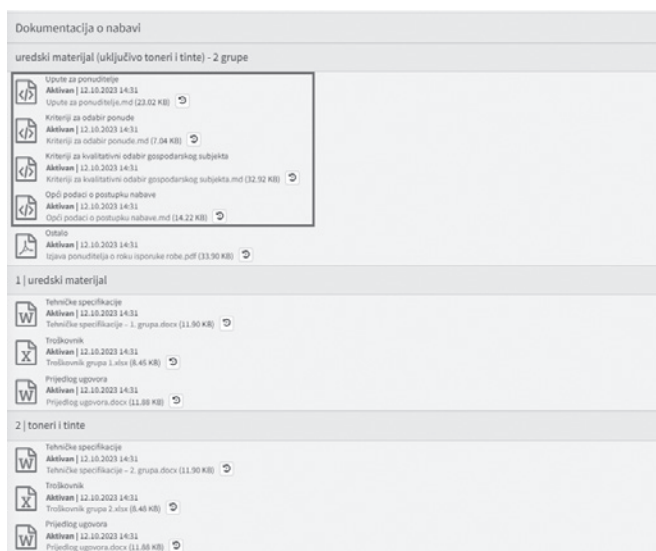 Dokumentacija o nabavi
uredski materijal (uključivo toneri i tinte) - 2 grupe
Upute za ponuditelje
Aktivan | 12.10.2023 14:31
Upute za ponuditelje.md (23.02 KB)
Kriteriji za odabir ponude
Aktivan | 12.10.2023 14:31
Kriteriji za odabir ponude.md (7.04 KB)
Kriteriji za kvalitativni odabir gospodarskog subjekta
Aktivan | 12.10.2023 14:31
Kriteriji za kvalitativni odabir gospodarskog subjekta.md (32.92 KB)
Opći podaci o postupku nabave
Aktivan | 12.10.2023 14:31
Opći podaci o postupku nabave.md (14.22 KB)
Ostalo
Aktivan | 12.10.2023 14:31
Izjava ponuditelja o roku isporuke robe.pdf (33.90 KB)
1 | uredski materijal
Tehničke specifikacije
Aktivan | 12.10.2023 14:31
Tehničke specifikacije – 1. grupa.docx (11.90 KB)
Troškovnik
Aktivan | 12.10.2023 14:31
Troškovnik grupa 1.xlsx (8.45 KB)
Prijedlog ugovora
Aktivan | 12.10.2023 14:31
Prijedlog ugovora.docx (11.88 KB)
2 | toneri i tinte
Tehničke specifikacije
Aktivan | 12.10.2023 14:31
Tehničke specifikacije – 2. grupa.docx (11.90 KB)
Troškovnik
Aktivan | 12.10.2023 14:31
Troškovnik grupa 2.xlsx (8.46 KB)
Prijedlog ugovora
Aktivan | 12.10.2023 14:31
Prijedlog ugovora.docx (11.88 KB)